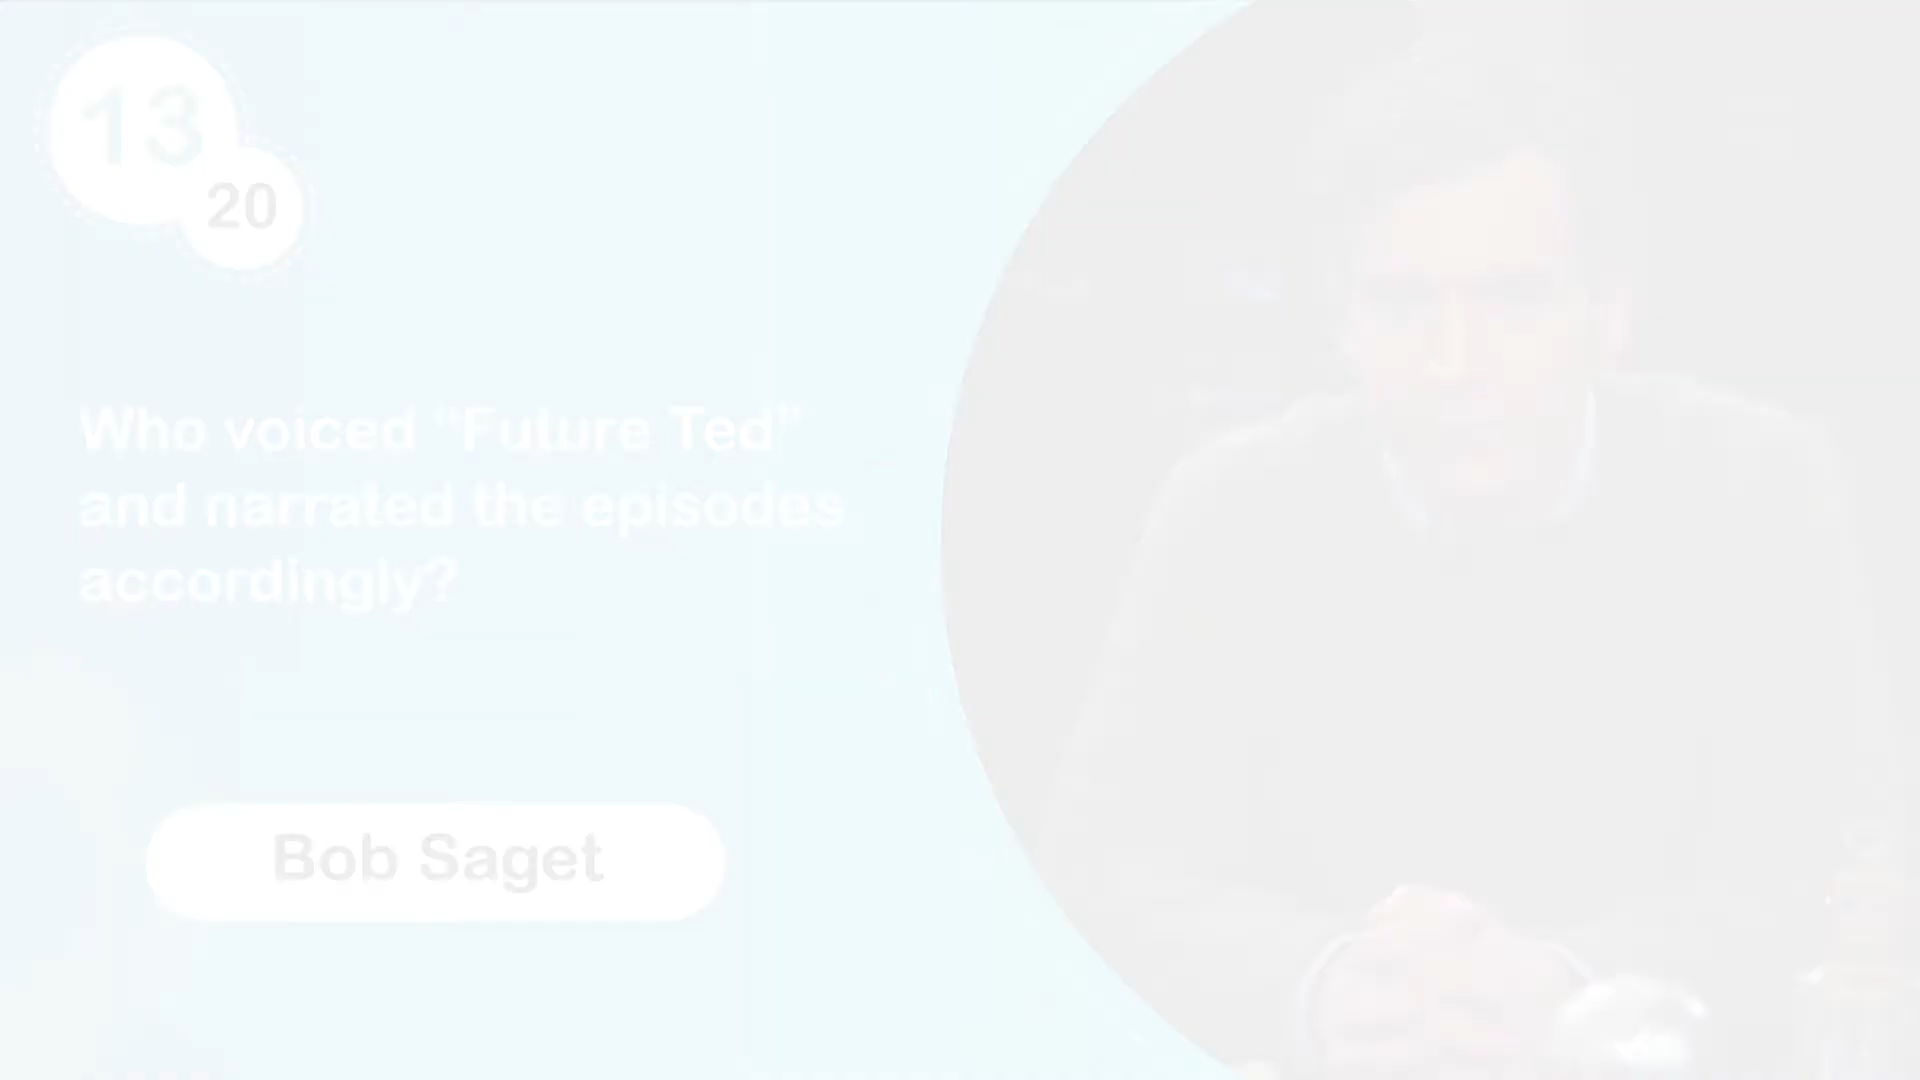 13
20
Who voiced "Future Ted"
and narrated the episodes
accordingly?
Bob Saget